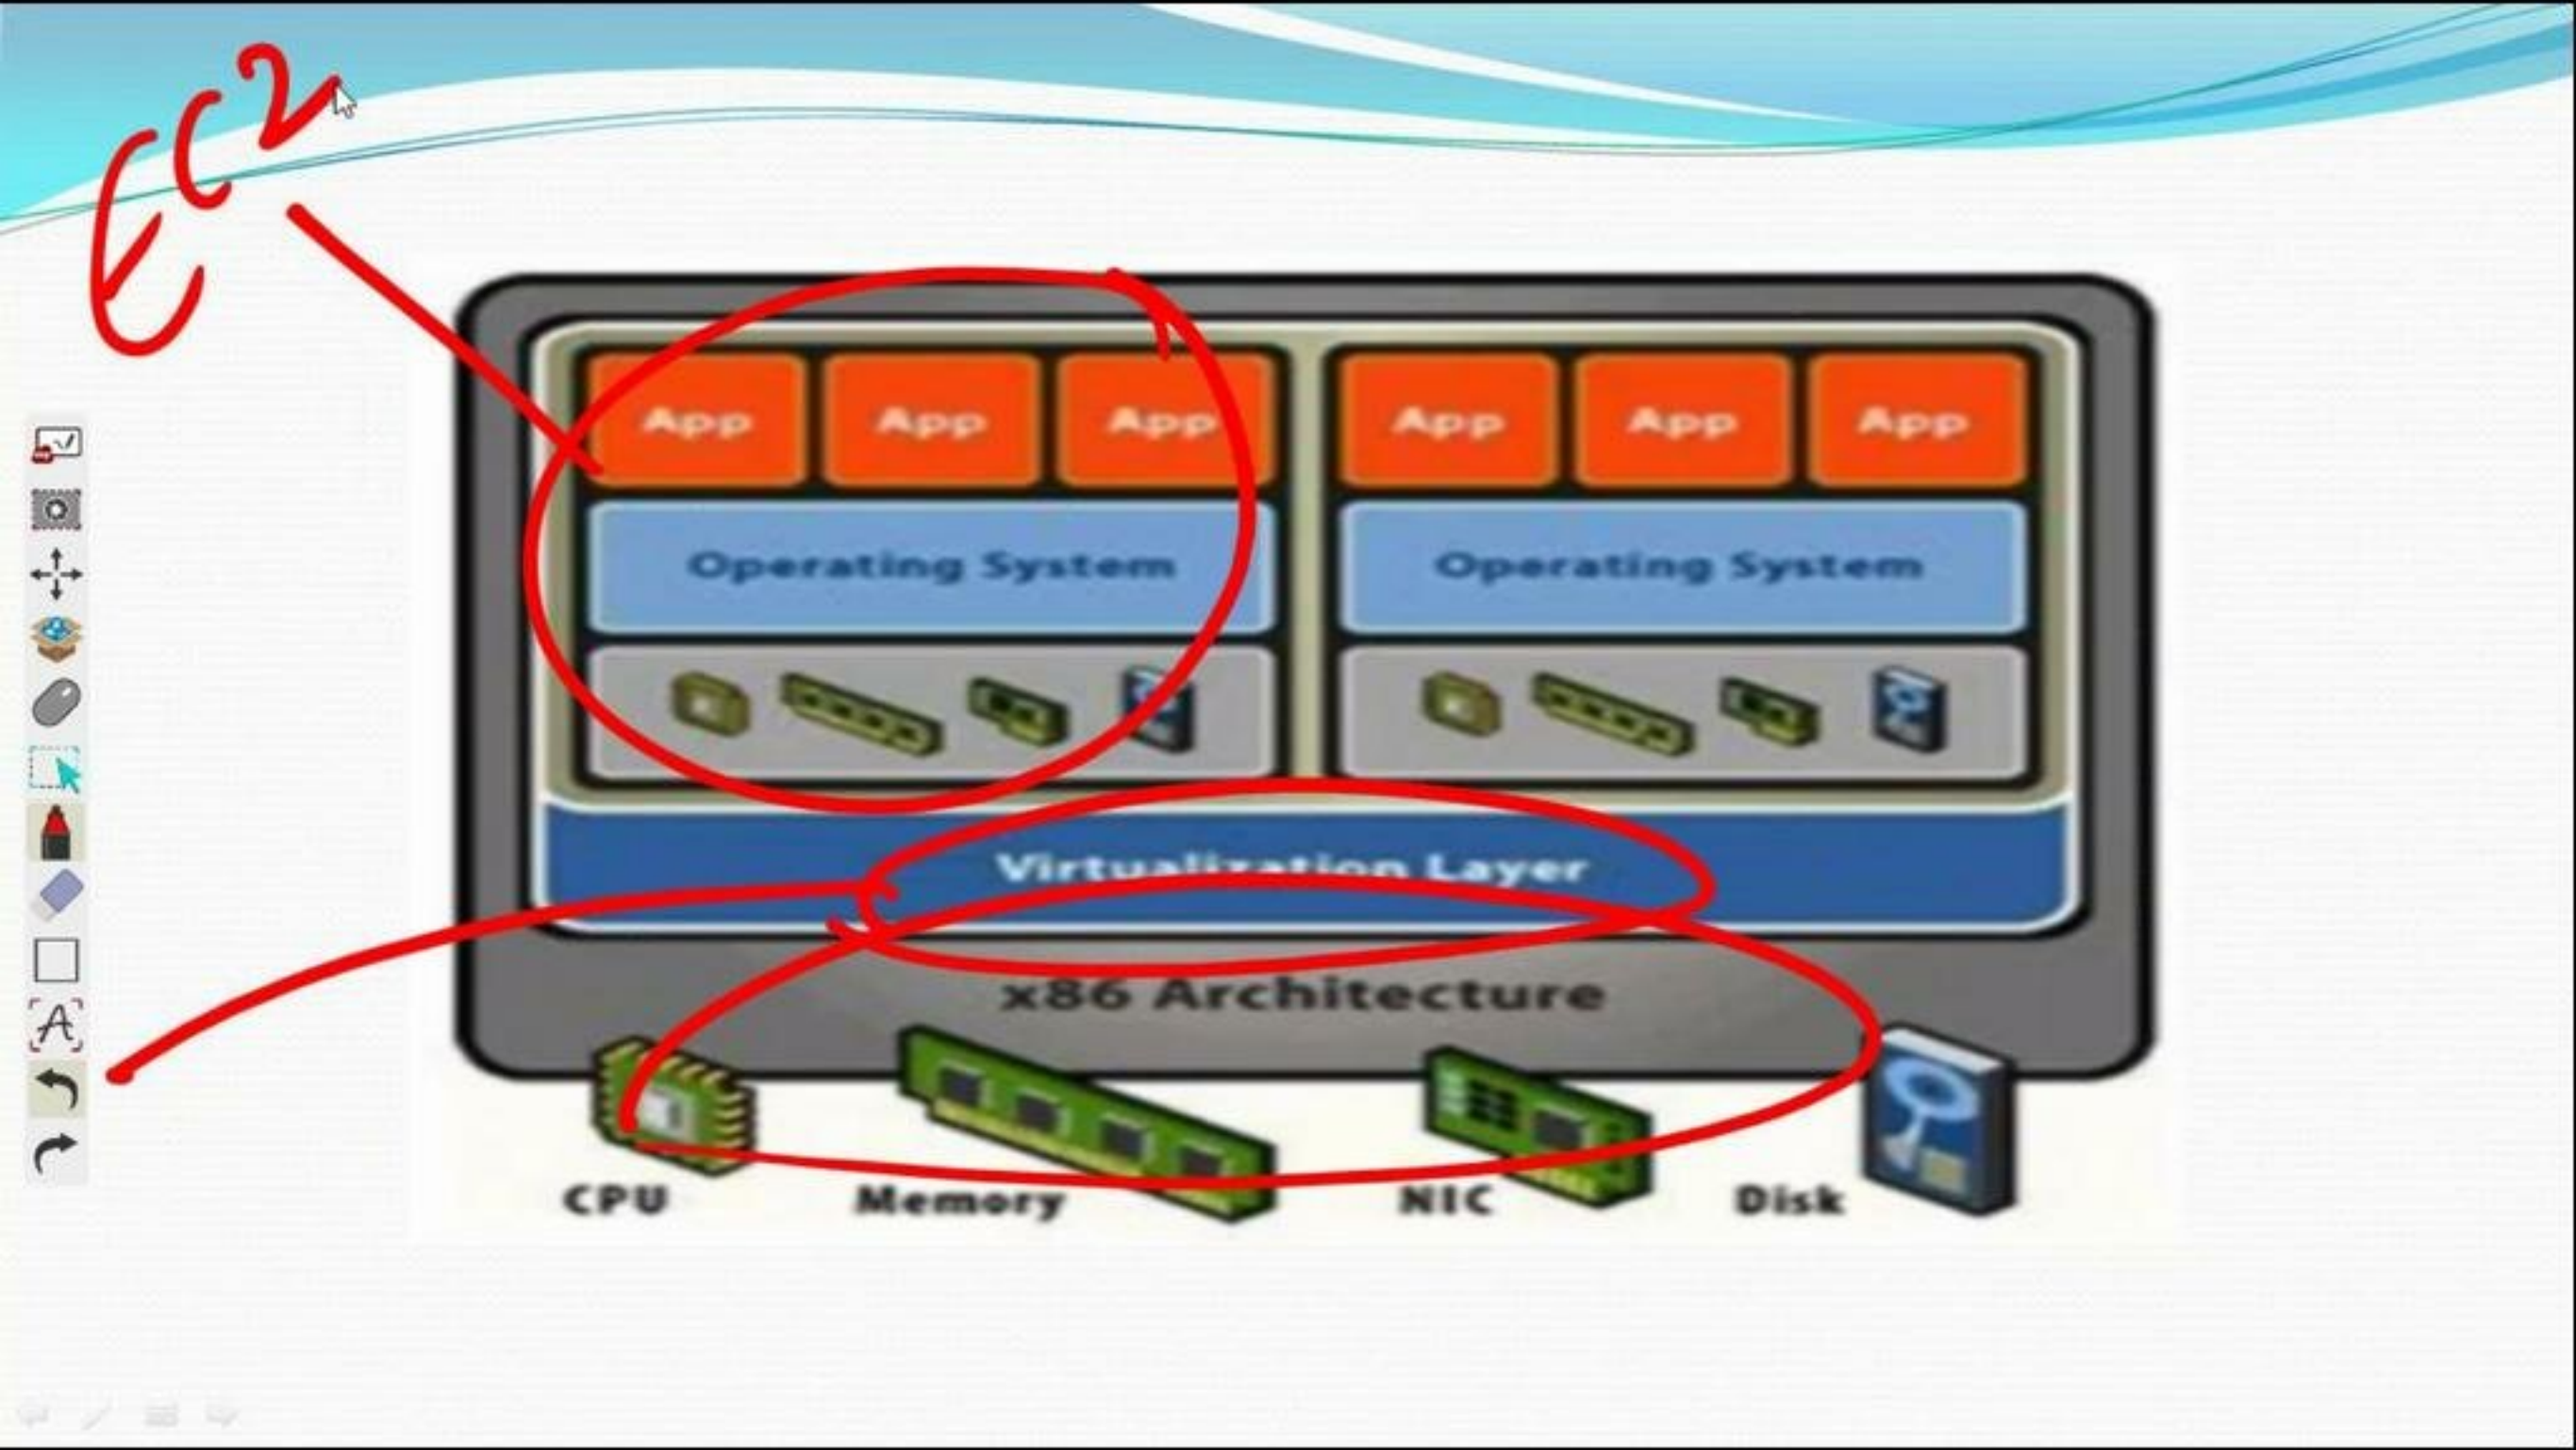 EC2
App App App App App App
Operating System Operating System
Virtualization Layer
x86 Architecture
CPU Memory NIC Disk